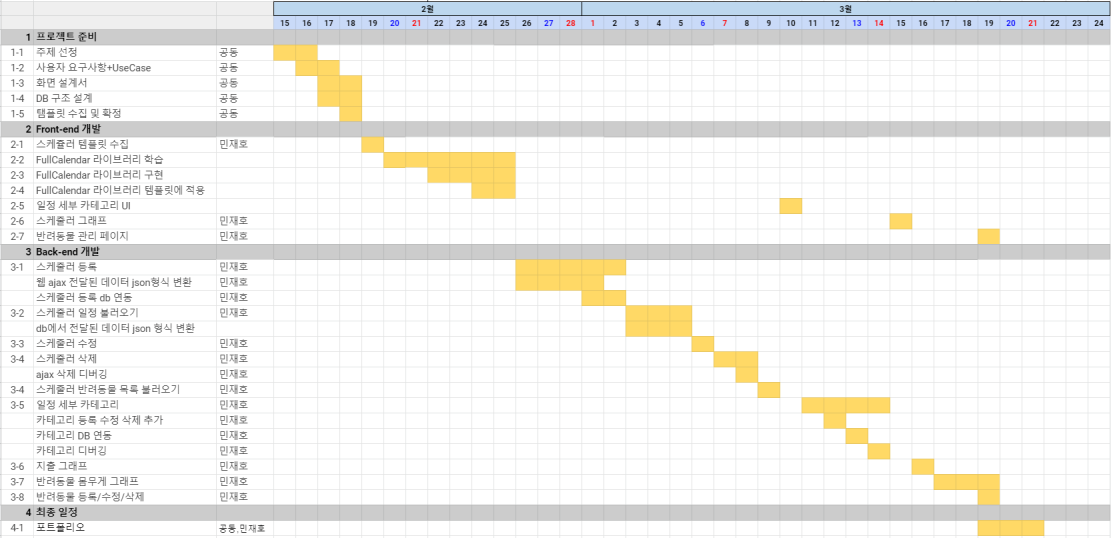 2월 3월
15 16 17 18 19 20 21 22 23 24 25 26 27 28 1 2 3 4 5 6 7 8 9 10 11 12 13 14 15 16 17 18 19 20 21 22 23 24
1 프로젝트 준비
1-1 주제 선정 공동
1-2 사용자 요구사항+UseCase 공동
1-3 화면 설계서 공동
1-4 DB 구조 설계 공동
1-5 탬플릿 수집 및 확정 공동
2 Front-end 개발
2-1 스케줄러 템플릿 수집 민재호
2-2 FullCalendar 라이브러리 학습
2-3 FullCalendar 라이브러리 구현
2-4 FullCalendar 라이브러리 템플릿에 적용
2-5 일정 세부 카테고리 UI
2-6 스케줄러 그래프 민재호
2-7 반려동물 관리 페이지 민재호
3 Back-end 개발
3-1 스케줄러 등록 민재호
웹 ajax 전달된 데이터 json형식 변환 민재호
스케줄러 등록 db 연동 민재호
3-2 스케줄러 일정 불러오기 민재호
db에서 전달된 데이터 json 형식 변환
3-3 스케줄러 수정 민재호
3-4 스케줄러 삭제 민재호
ajax 삭제 디버깅 민재호
3-4 스케줄러 반려동물 목록 불러오기 민재호
3-5 일정 세부 카테고리 민재호
카테고리 등록 수정 삭제 추가 민재호
카테고리 DB 연동 민재호
카테고리 디버깅 민재호
3-6 지출 그래프 민재호
3-7 반려동물 몸무게 그래프 민재호
3-8 반려동물 등록/수정/삭제 민재호
4 최종 일정
4-1 포트폴리오 공동,민재호